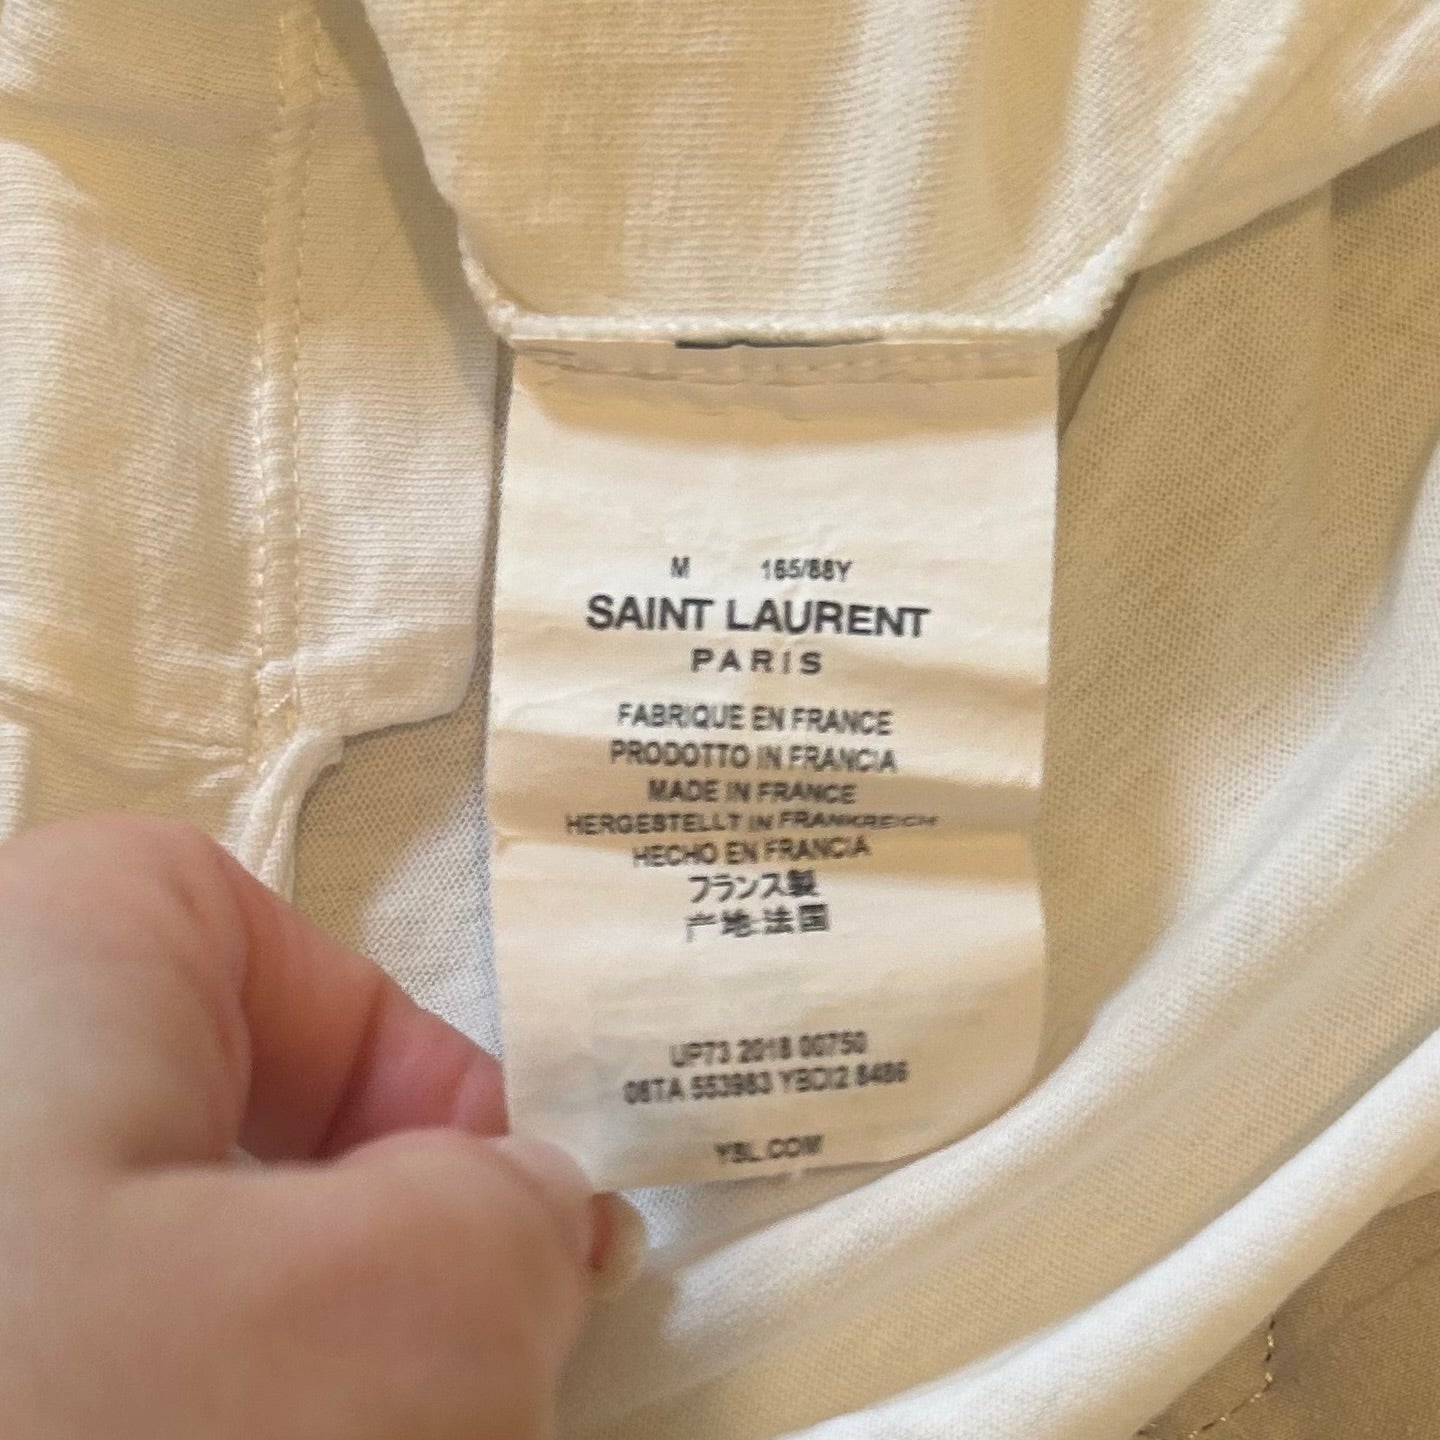 M 165/88Y
SAINT LAURENT
PARIS
FABRIQUE EN FRANCE
PRODOTTO IN FRANCIA
MADE IN FRANCE
HERGESTELLT IN FRANKREICH
HECHO EN FRANCIA
フランス製
产地:法国
UP73 2018 00750
08TA 553983 YBDI2 8486
YSL.COM